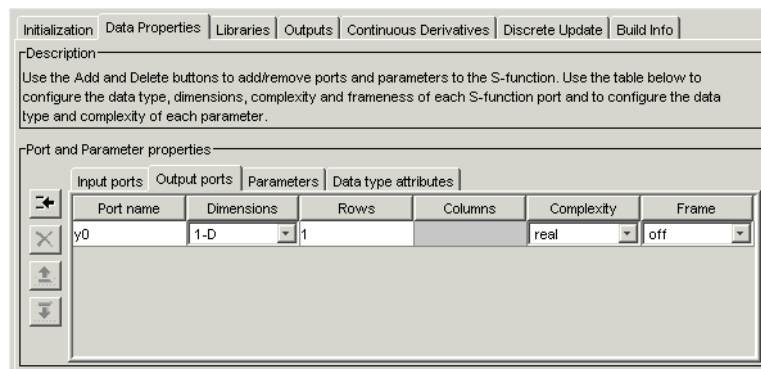 Initialization Data Properties Libraries Outputs Continuous Derivatives Discrete Update Build Info
Description
Use the Add and Delete buttons to add/remove ports and parameters to the S-function. Use the table below to
configure the data type, dimensions, complexity and frameness of each S-function port and to configure the data
type and complexity of each parameter.
Port and Parameter properties
Input ports Output ports Parameters Data type attributes
Port name Dimensions Rows Columns Complexity Frame
y0 1-D 1 real off